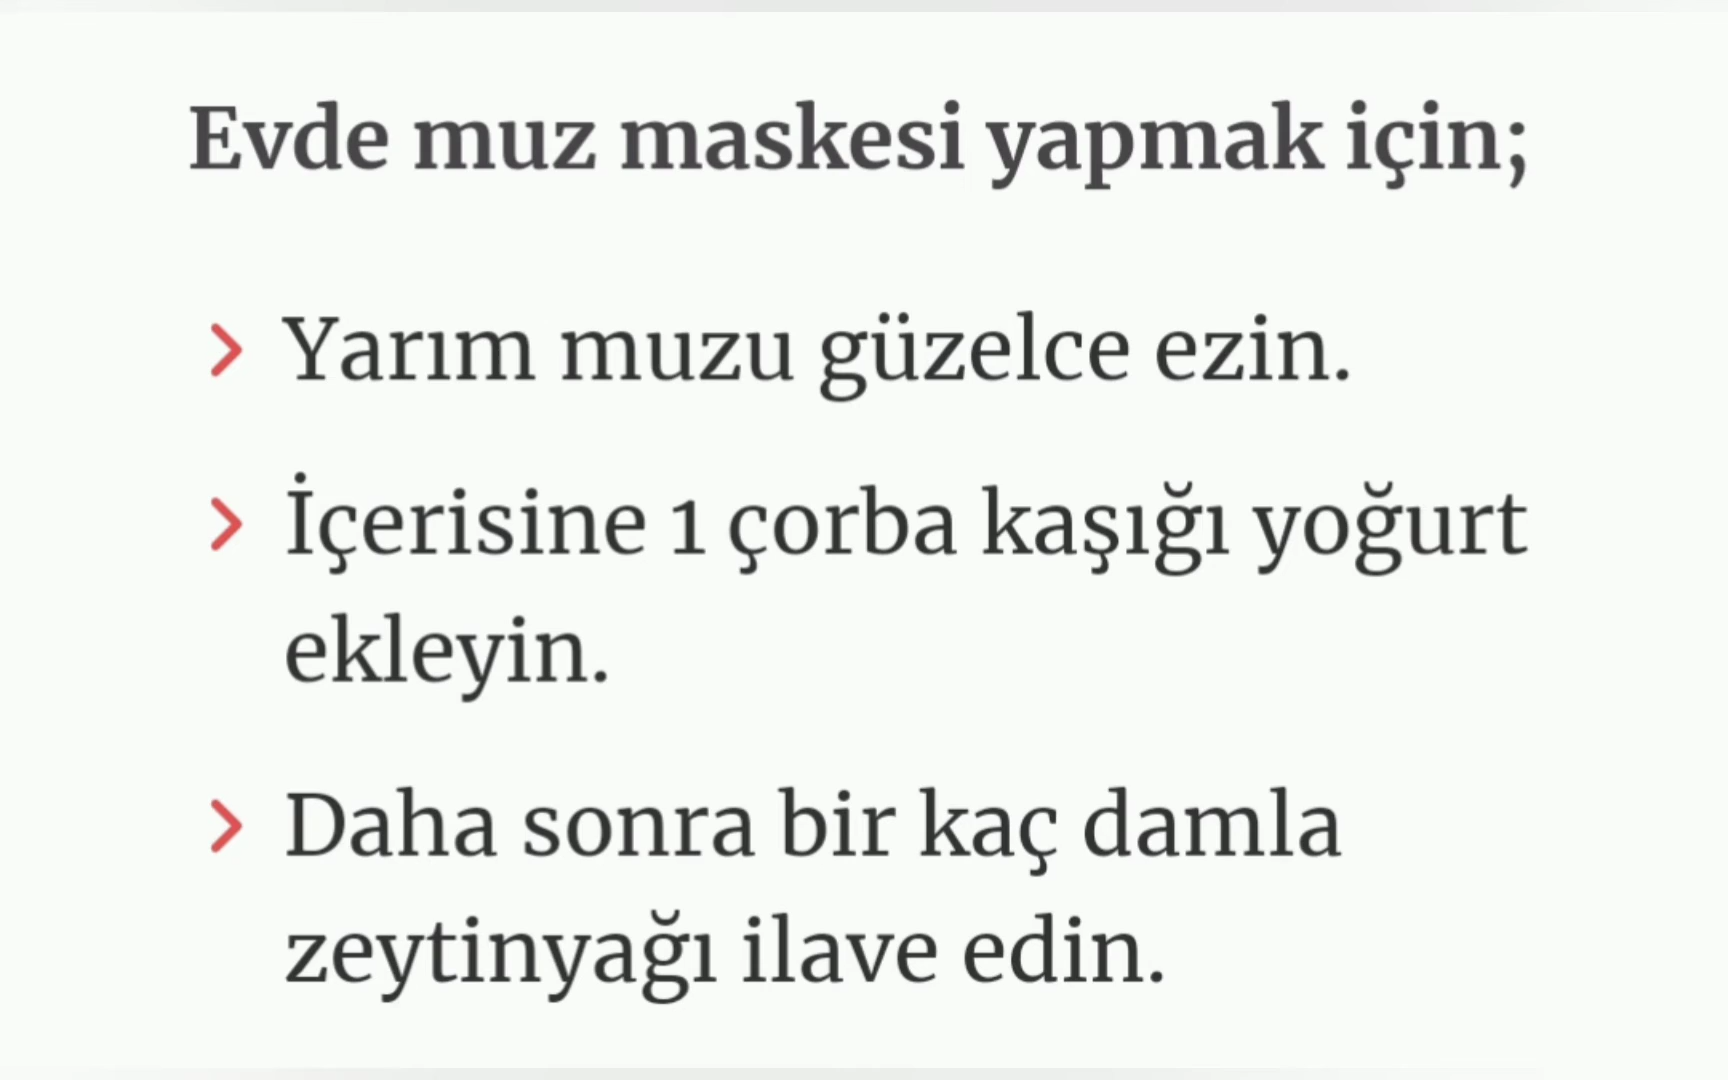 Evde muz maskesi yapmak için;
Yarım muzu güzelce ezin.
İçerisine 1 çorba kaşığı yoğurt
ekleyin.
Daha sonra bir kaç damla
zeytinyağı ilave edin.